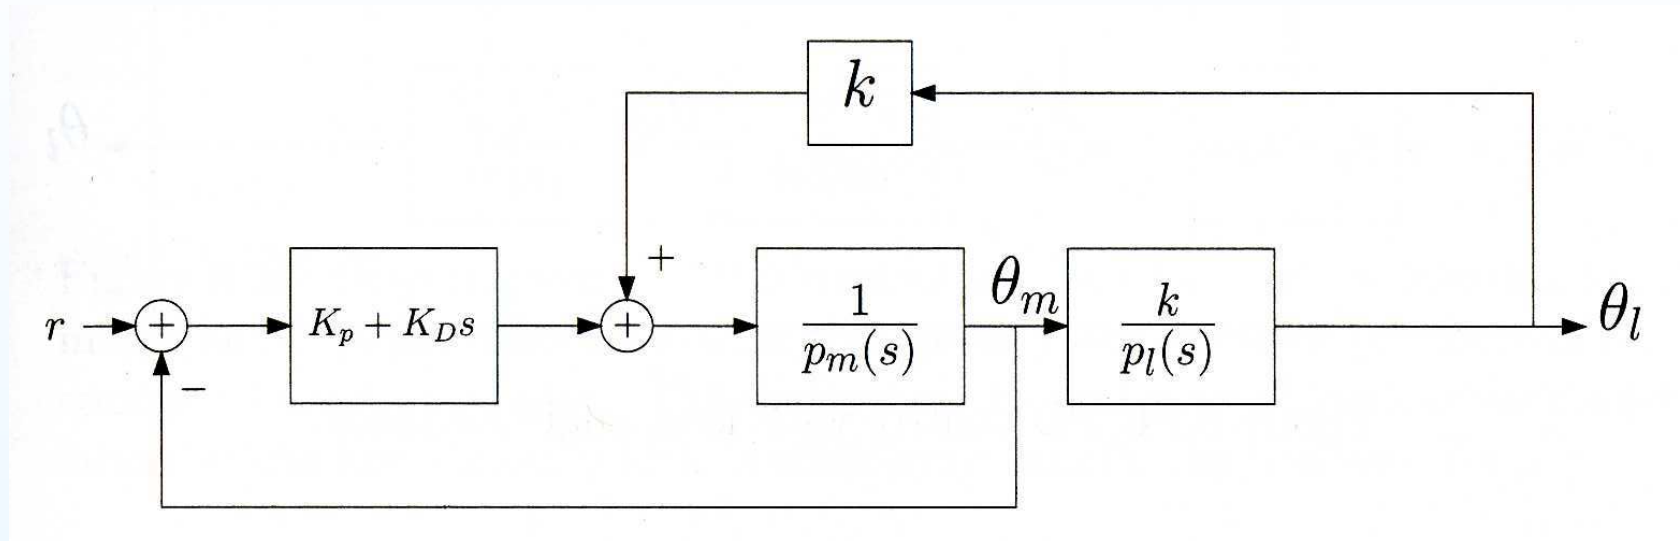 k
+
r
+
K_p + K_D s
+
1
p_m(s)
θ_m
k
p_l(s)
θ_l
−